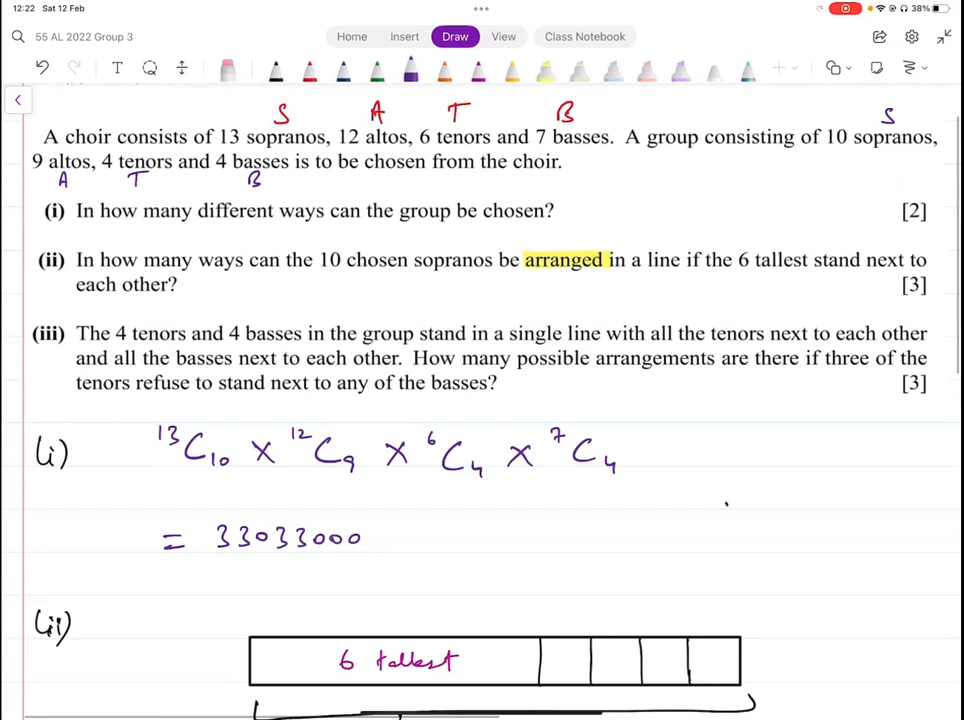 12:22 Sat 12 Feb
38%
55 AL 2022 Group 3
Home Insert Draw View Class Notebook
T
S A T B S
A choir consists of 13 sopranos, 12 altos, 6 tenors and 7 basses. A group consisting of 10 sopranos,
9 altos, 4 tenors and 4 basses is to be chosen from the choir.
A T B
(i) In how many different ways can the group be chosen? [2]
(ii) In how many ways can the 10 chosen sopranos be arranged in a line if the 6 tallest stand next to
each other? [3]
(iii) The 4 tenors and 4 basses in the group stand in a single line with all the tenors next to each other
and all the basses next to each other. How many possible arrangements are there if three of the
tenors refuse to stand next to any of the basses? [3]
(i) ¹³C₁₀ × ¹²C₉ × ⁶C₄ × ⁷C₄
= 33033000
(ii)
6 tallest